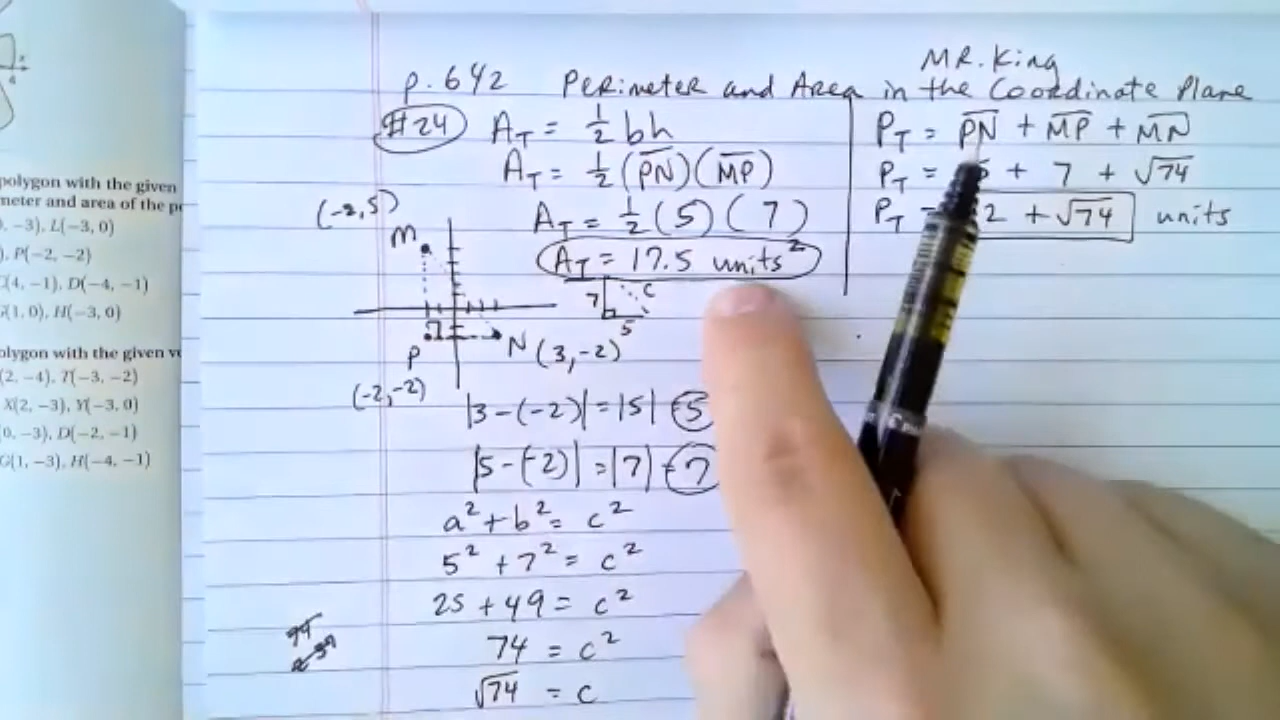 MR. King
p. 642 Perimeter and Area in the Coordinate Plane
#24
A_T = 1/2 bh
A_T = 1/2 (PN)(MP)
A_T = 1/2 (5)(7)
A_T = 17.5 units²
P_T = PN + MP + MN
P_T = + 7 + √74
P_T 2 + √74 units
(-2,5)
M
P
(-2,-2)
N (3,-2)
7
c
5
|3-(-2)| = |5| 5
|5-(-2)| = |7| 7
a² + b² = c²
5² + 7² = c²
25 + 49 = c²
74 = c²
√74 = c
polygon with the given
meter and area of the
, -3), L(-3, 0)
), P(-2, -2)
(4, -1), D(-4, -1)
(1, 0), H(-3, 0)
polygon with the given
(2, -4), T(-3, -2)
X(2, -3), Y(-3, 0)
0, -3), D(-2, -1)
G(1, -3), H(-4, -1)